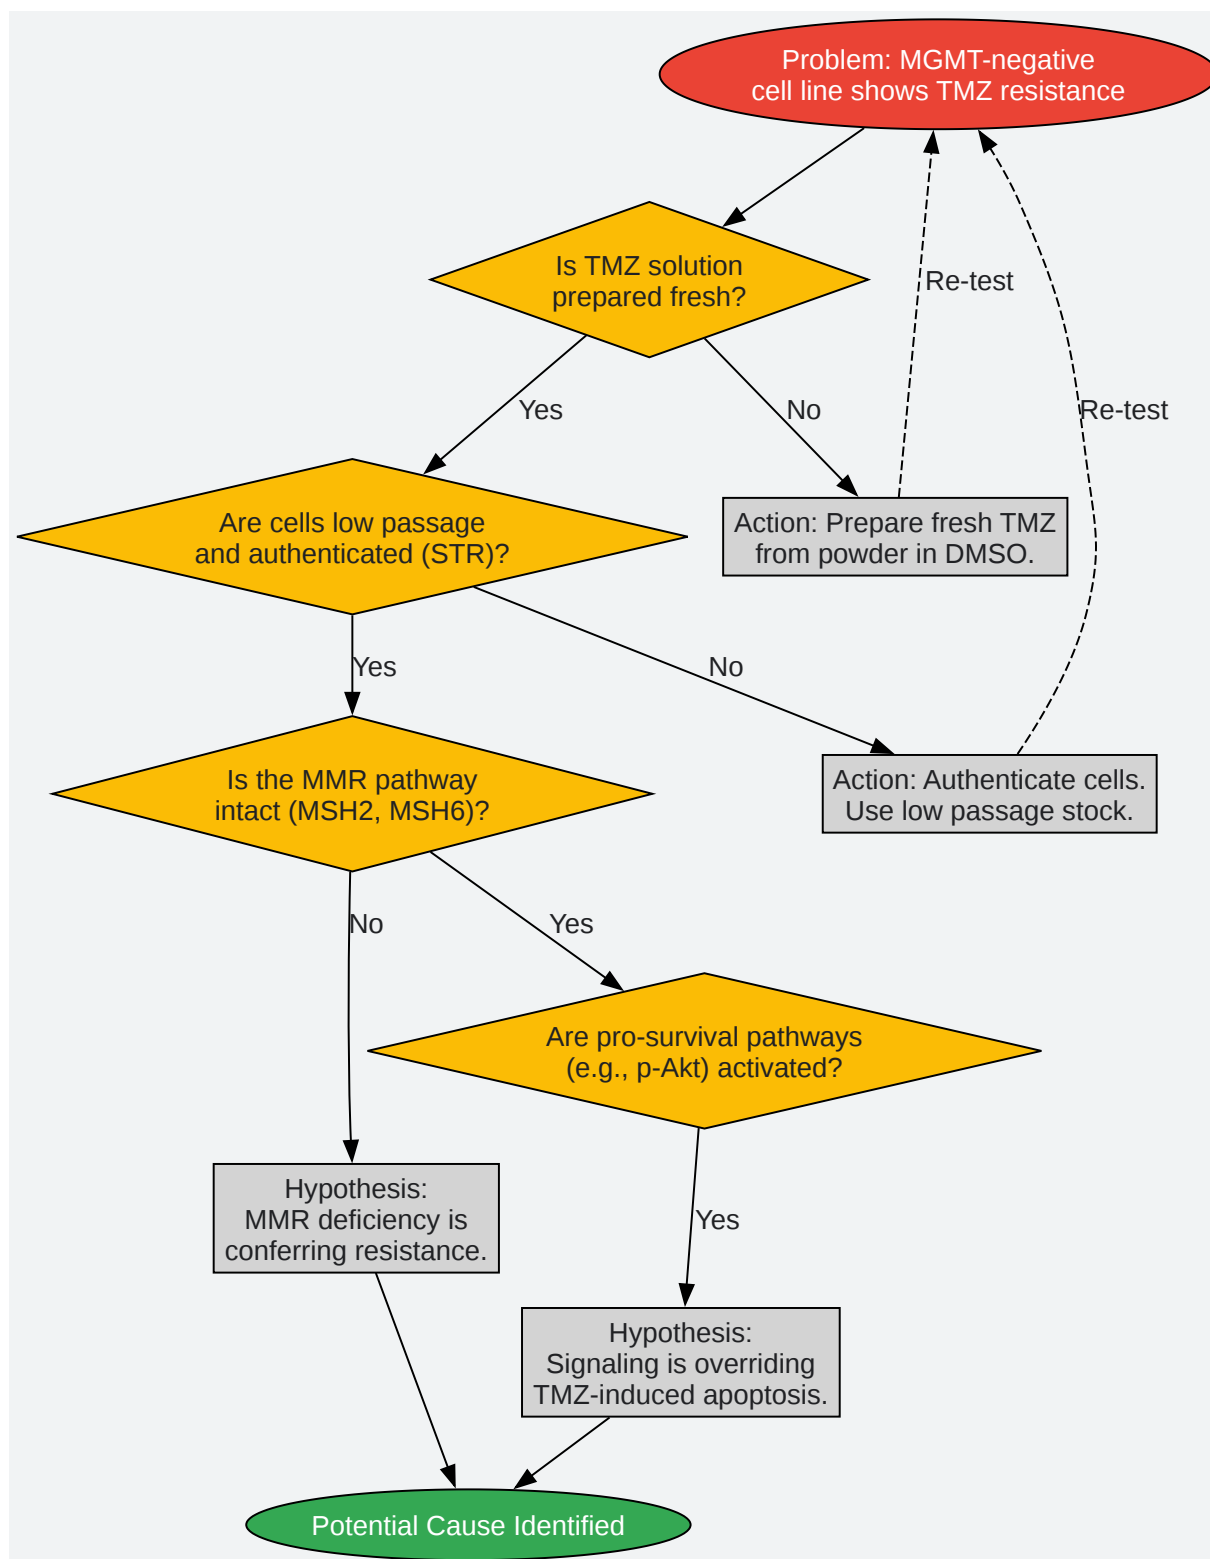 Problem: MGMT-negative
cell line shows TMZ resistance
Is TMZ solution
prepared fresh?
Re-test
Yes
No
Re-test
Are cells low passage
and authenticated (STR)?
Action: Prepare fresh TMZ
from powder in DMSO.
Yes
No
Is the MMR pathway
intact (MSH2, MSH6)?
Action: Authenticate cells.
Use low passage stock.
No
Yes
Are pro-survival pathways
(e.g., p-Akt) activated?
Hypothesis:
MMR deficiency is
conferring resistance.
Yes
Hypothesis:
Signaling is overriding
TMZ-induced apoptosis.
Potential Cause Identified